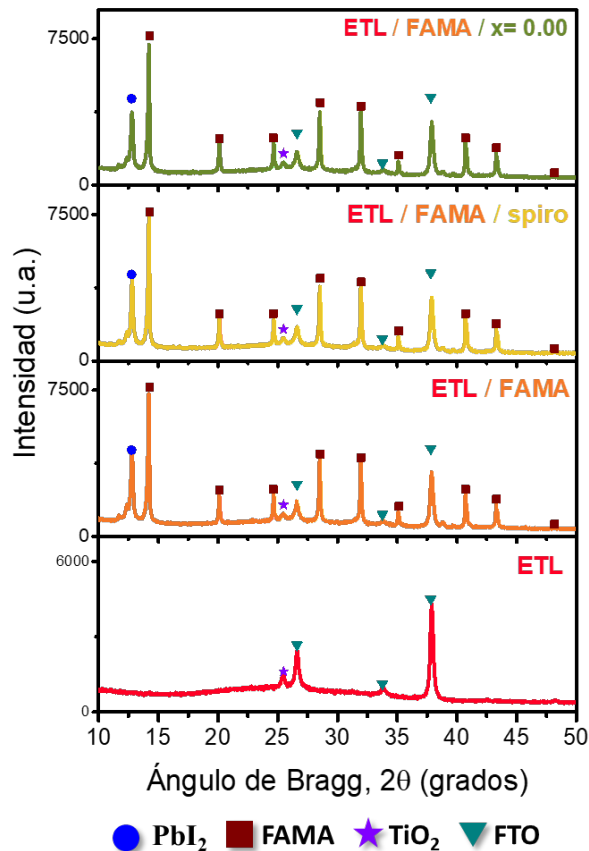 Intensidad (u.a.)
7500
ETL / FAMA / x= 0.00
0
7500
ETL / FAMA / spiro
0
7500
ETL / FAMA
0
6000
ETL
0
10 15 20 25 30 35 40 45 50
Ángulo de Bragg, 2θ (grados)
PbI₂ FAMA TiO₂ FTO